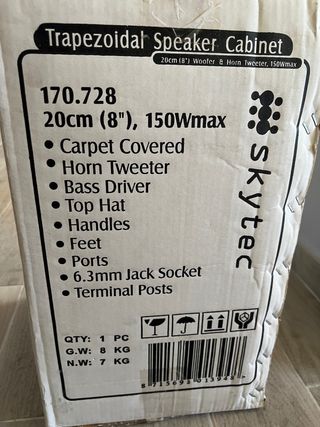 Trapezoidal Speaker Cabinet
20cm (8") Woofer & Horn Tweeter, 150Wmax
170.728
20cm (8"), 150Wmax
• Carpet Covered
• Horn Tweeter
• Bass Driver
• Top Hat
• Handles
• Feet
• Ports
• 6.3mm Jack Socket
• Terminal Posts
skytec
QTY: 1 PC
G.W: 8 KG
N.W: 7 KG